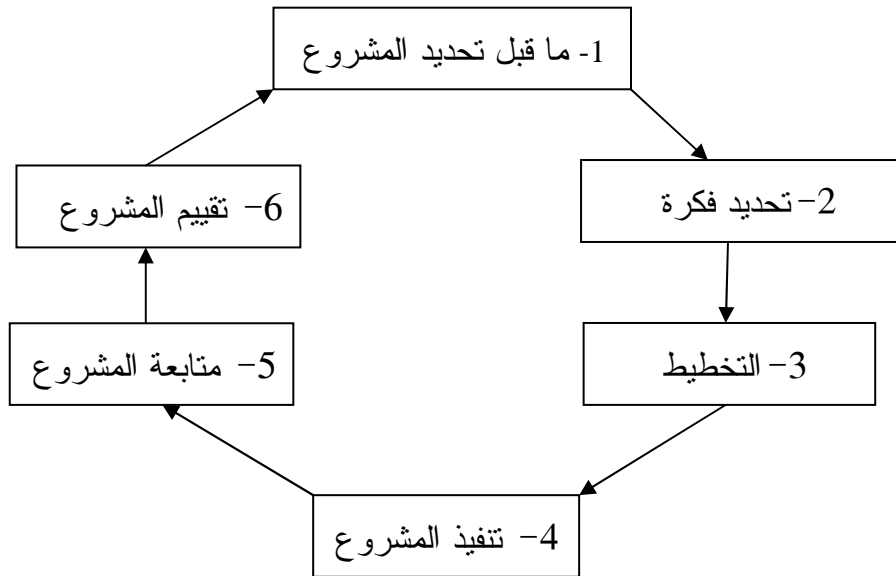 1- ما قبل تحديد المشروع
2- تحديد فكرة
3- التخطيط
4- تنفيذ المشروع
5- متابعة المشروع
6- تقييم المشروع